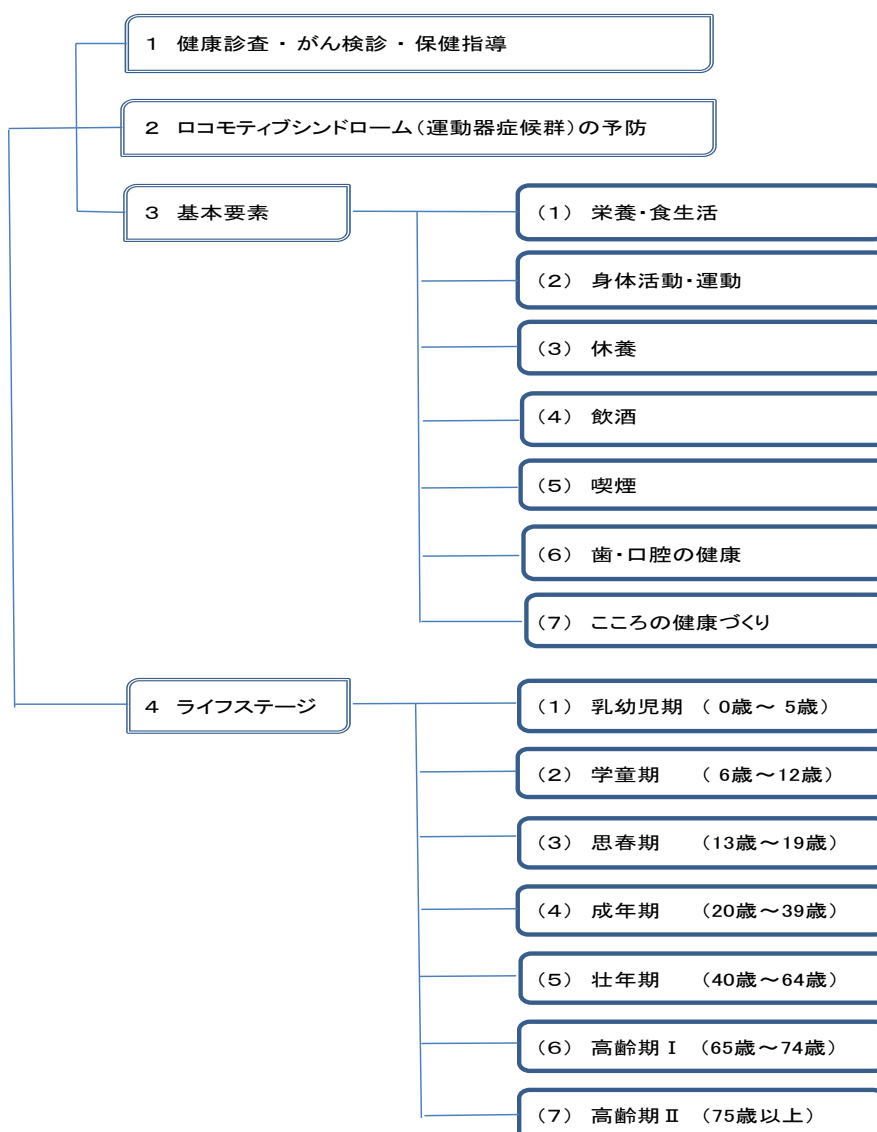 1 健康診査・がん検診・保健指導
2 ロコモティブシンドローム(運動器症候群)の予防
3 基本要素
(1) 栄養・食生活
(2) 身体活動・運動
(3) 休養
(4) 飲酒
(5) 喫煙
(6) 歯・口腔の健康
(7) こころの健康づくり
4 ライフステージ
(1) 乳幼児期 ( 0歳～ 5歳)
(2) 学童期 ( 6歳～12歳)
(3) 思春期 (13歳～19歳)
(4) 成年期 (20歳～39歳)
(5) 壮年期 (40歳～64歳)
(6) 高齢期Ⅰ (65歳～74歳)
(7) 高齢期Ⅱ (75歳以上)